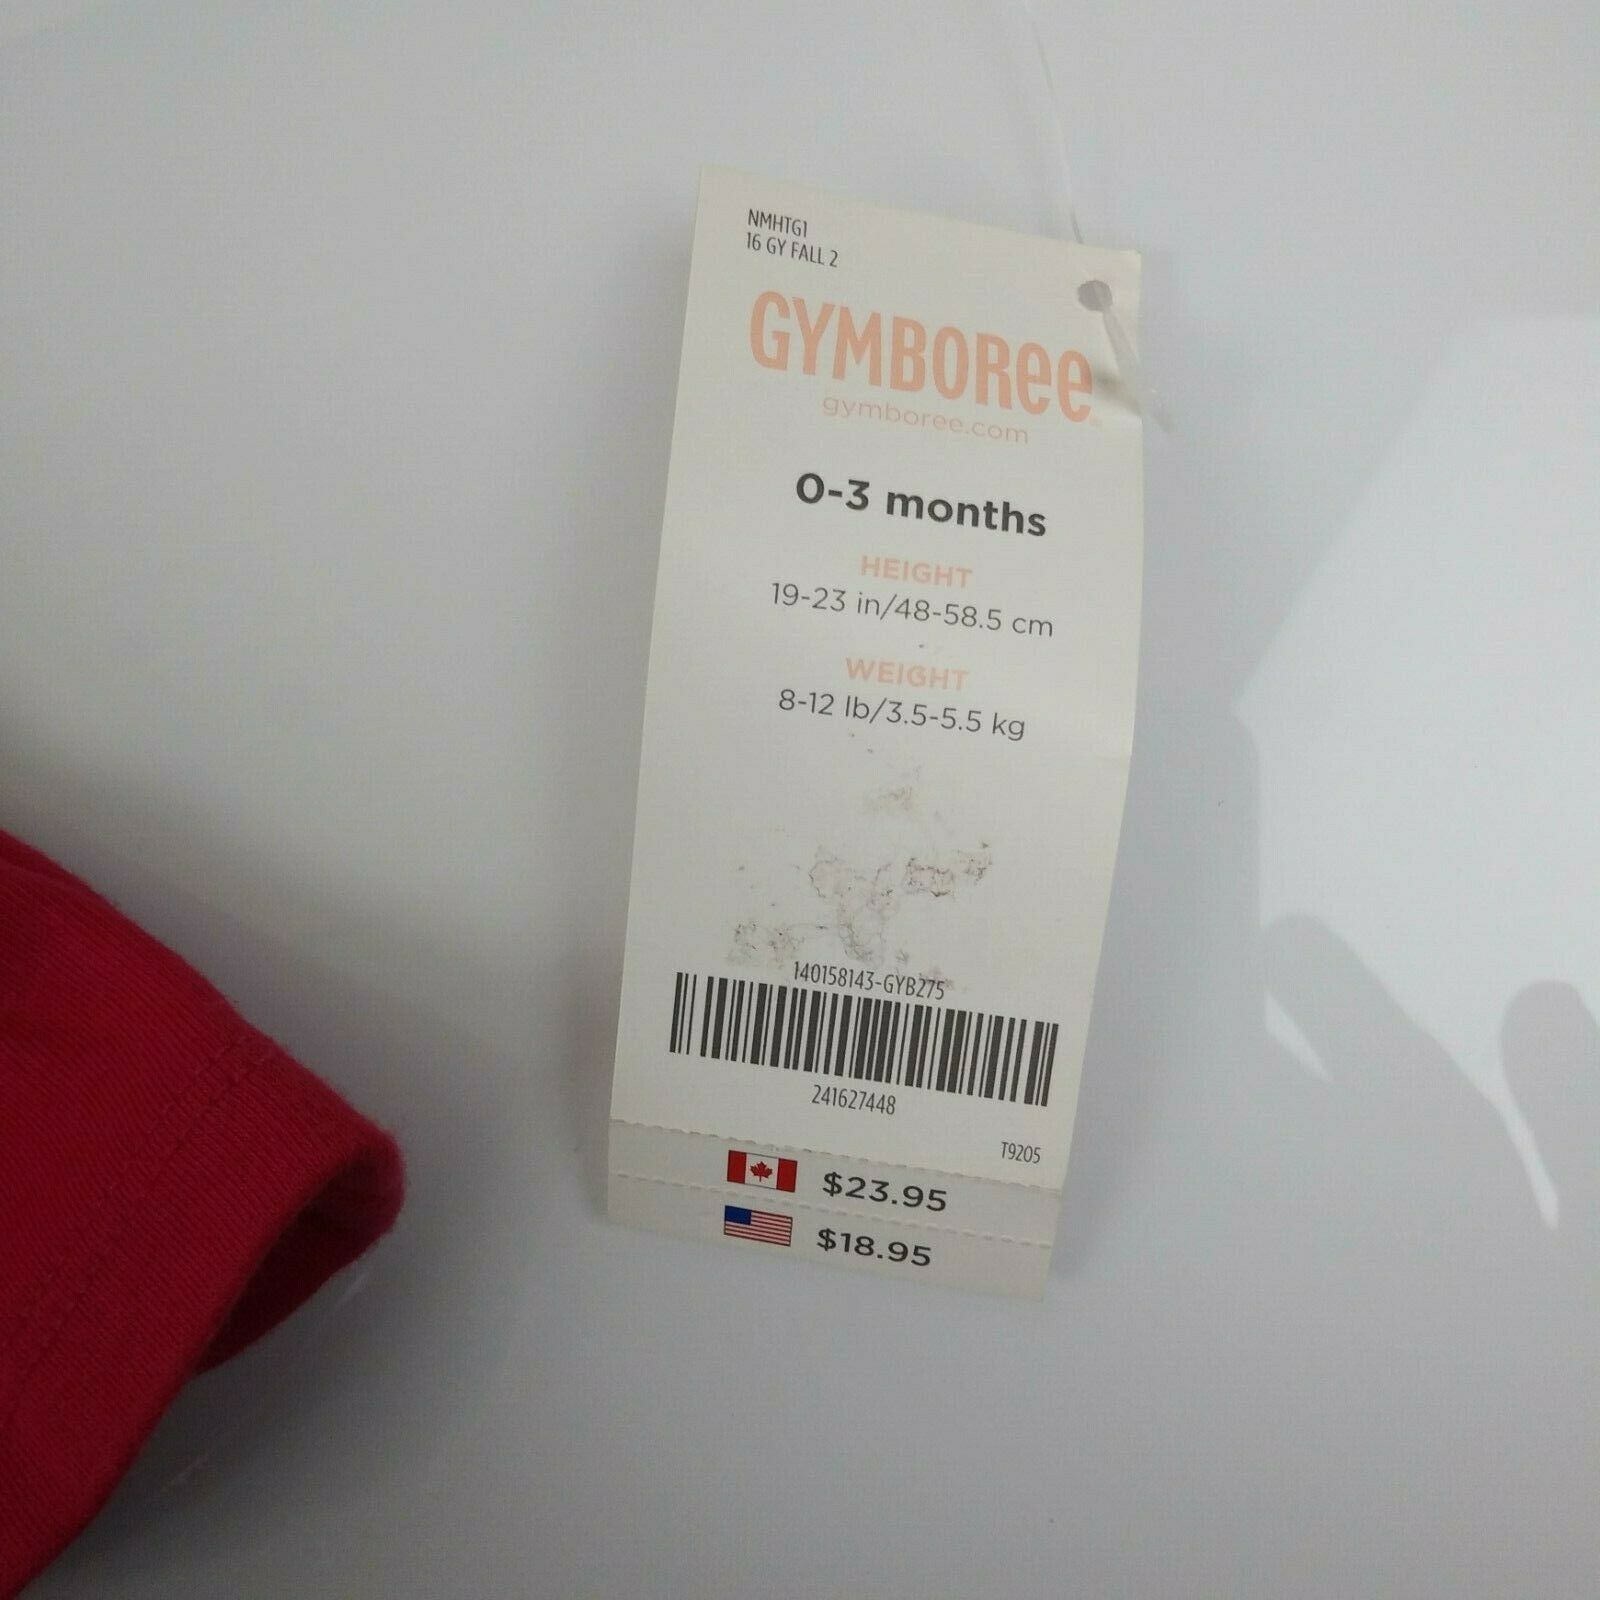 NMHTG1
16 GY FALL 2
GYMBOREE
gymboree.com
0-3 months
HEIGHT
19-23 in/48-58.5 cm
WEIGHT
8-12 lb/3.5-5.5 kg
140158143-GYB275
241627448
T9205
$23.95
$18.95